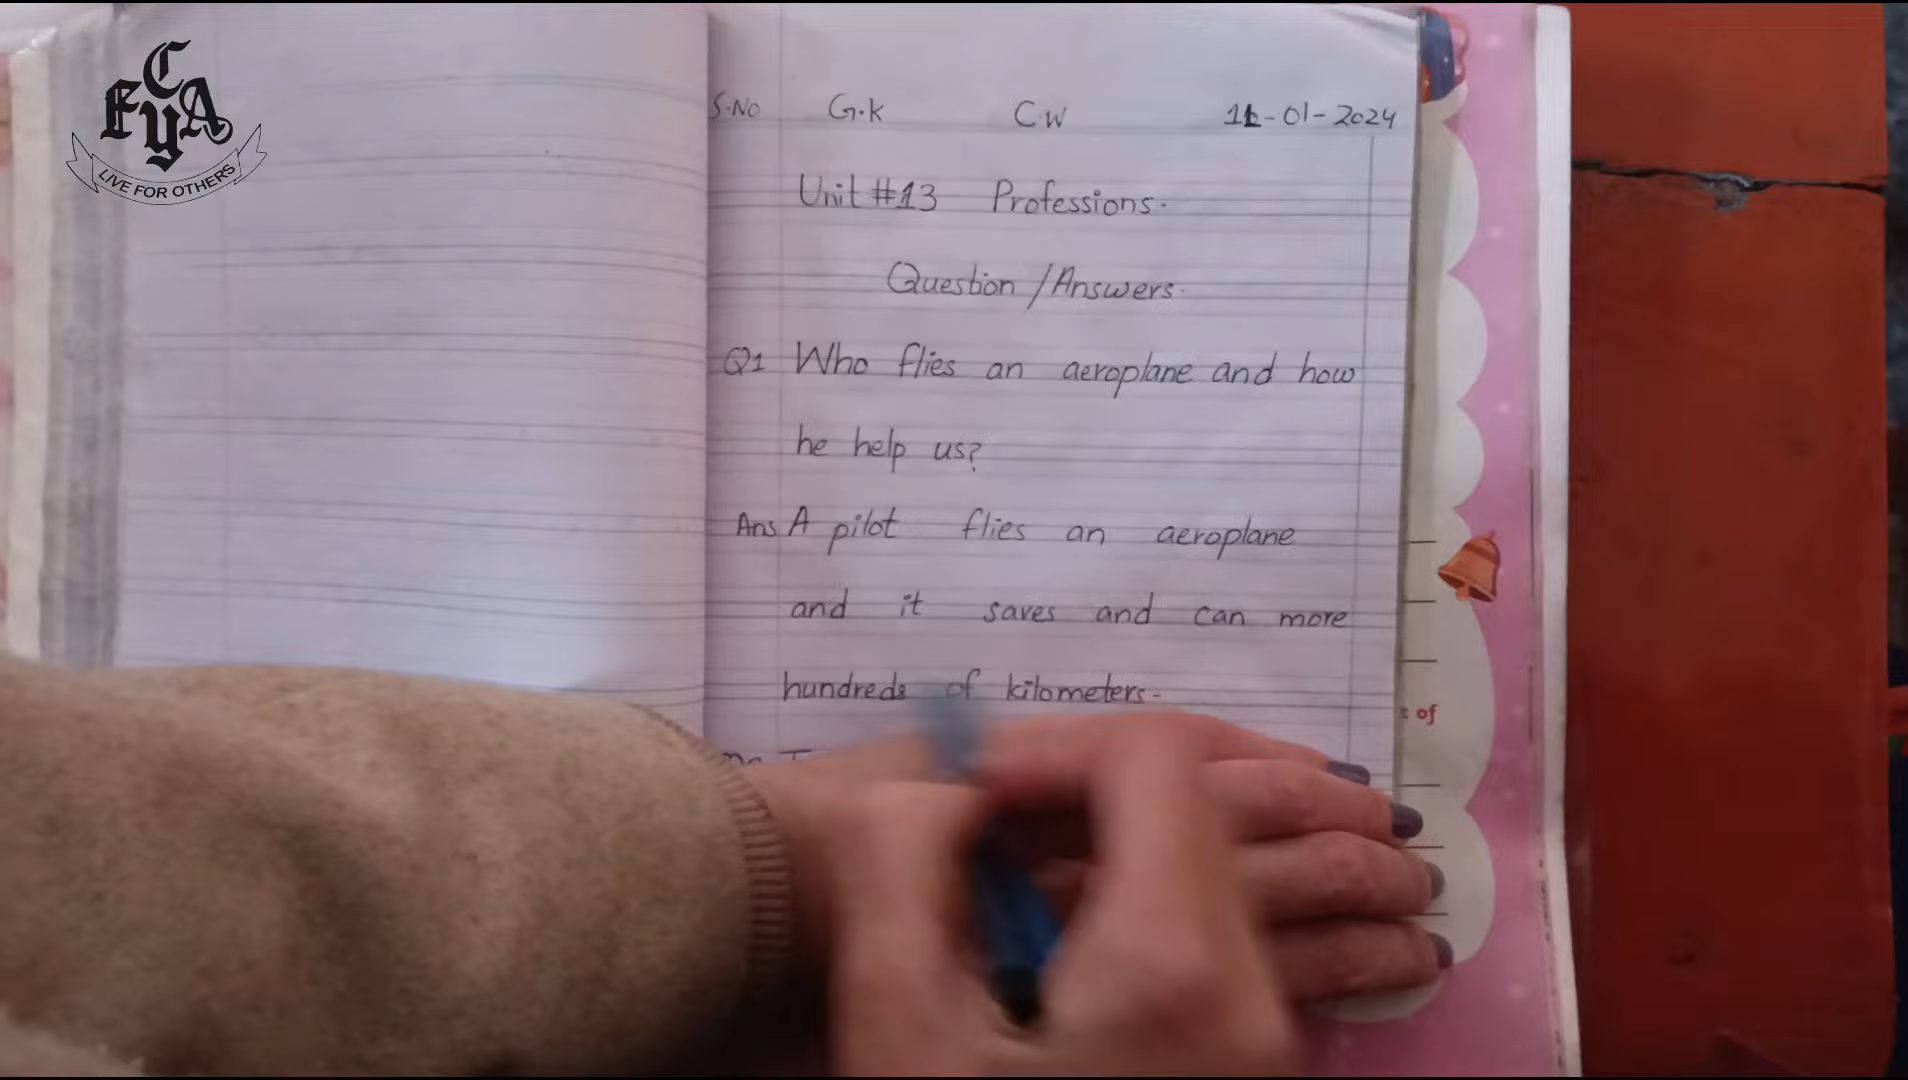 C
EYA
LIVE FOR OTHERS
S.No G.K C.W 11-01-2024
Unit #13 Professions.
Question / Answers.
Q1 Who flies an aeroplane and how
he help us?
Ans A pilot flies an aeroplane
and it saves and can more
hundreds of kilometers.
of